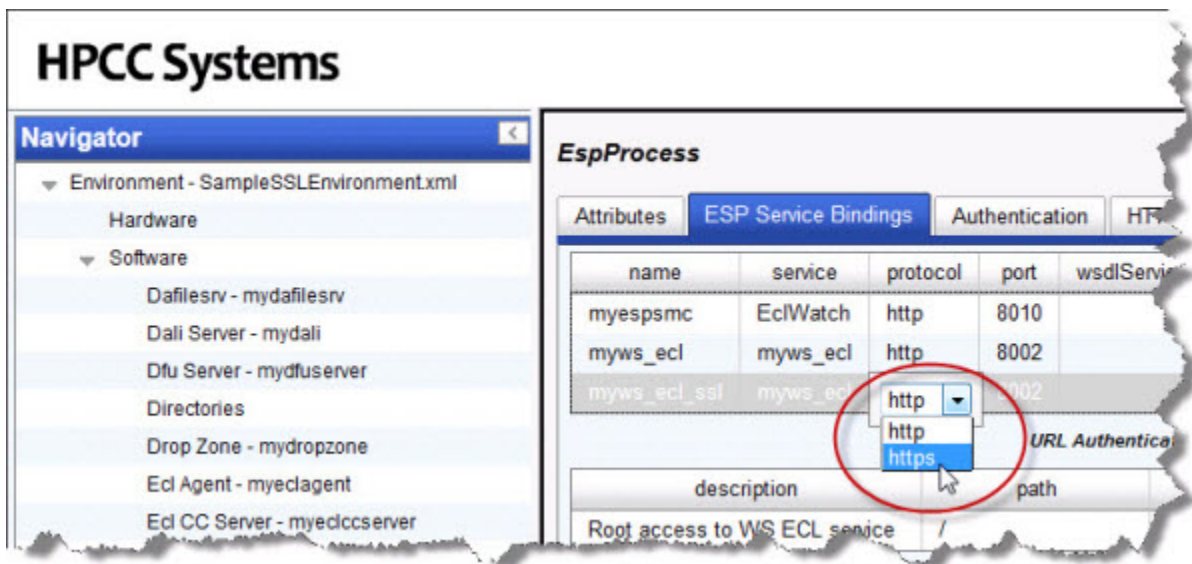 HPCC Systems
Navigator
Environment - SampleSSLEnvironment.xml
Hardware
Software
Dafilesrv - mydafilesrv
Dali Server - mydali
Dfu Server - mydfuserver
Directories
Drop Zone - mydropzone
Ecl Agent - myeclagent
Ecl CC Server - myeclccserver
EspProcess
Attributes ESP Service Bindings Authentication
name service protocol port
myespsmc EclWatch http 8010
myws_ecl myws_ecl http 8002
myws_ecl_ssl myws_ecl http 8002
http
https
URL
description path
Root access to WS ECL service /